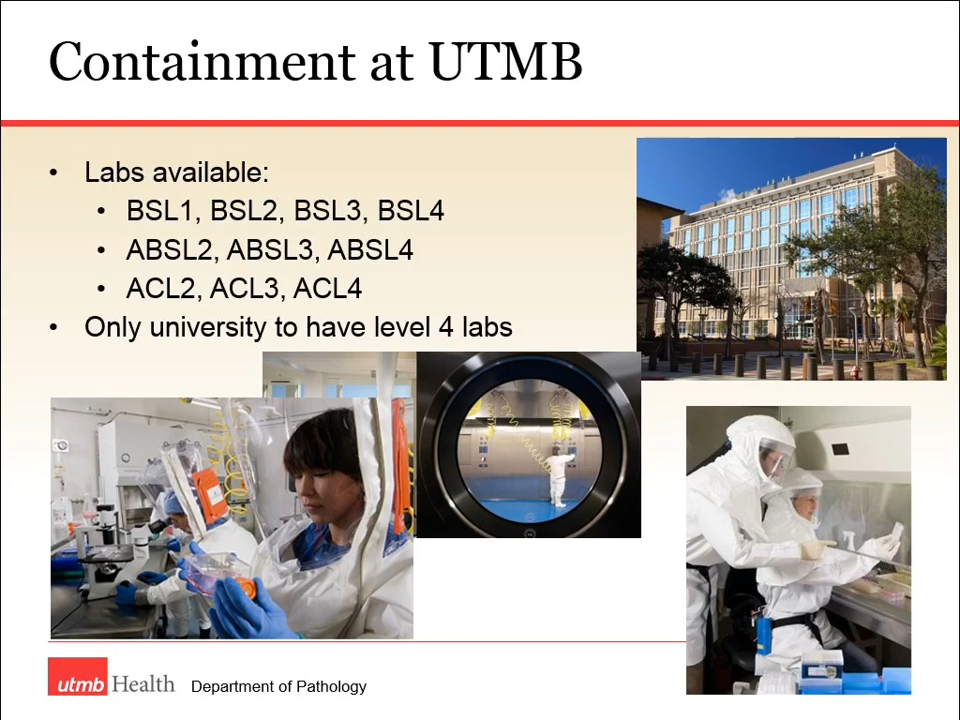 Containment at UTMB
• Labs available:
• BSL1, BSL2, BSL3, BSL4
• ABSL2, ABSL3, ABSL4
• ACL2, ACL3, ACL4
• Only university to have level 4 labs
utmb Health Department of Pathology